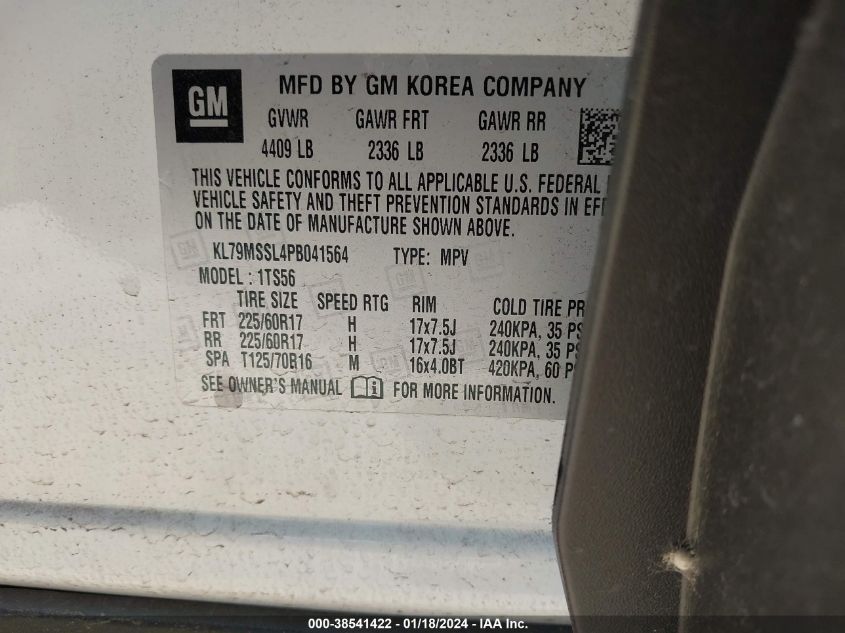 GM
MFD BY GM KOREA COMPANY
GVWR GAWR FRT GAWR RR
4409 LB 2336 LB 2336 LB
THIS VEHICLE CONFORMS TO ALL APPLICABLE U.S. FEDERAL
VEHICLE SAFETY AND THEFT PREVENTION STANDARDS IN EFF
ON THE DATE OF MANUFACTURE SHOWN ABOVE.
KL79MSSL4PB041564 TYPE: MPV
MODEL : 1TS56
TIRE SIZE SPEED RTG RIM COLD TIRE PR
FRT 225/60R17 H 17x7.5J 240KPA, 35 PS
RR 225/60R17 H 17x7.5J 240KPA, 35 PS
SPA T125/70R16 M 16x4.0BT 420KPA, 60 PS
SEE OWNER'S MANUAL FOR MORE INFORMATION.
000-38541422 - 01/18/2024 - IAA Inc.